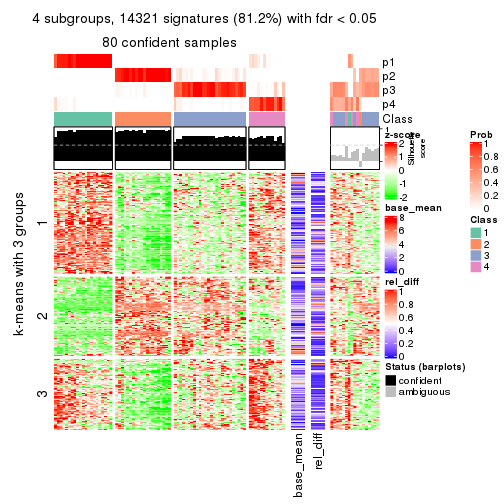 4 subgroups, 14321 signatures (81.2%) with fdr < 0.05
80 confident samples
p1
p2
p3
p4
Class
1
0
Silhouette
score
k-means with 3 groups
1
2
3
base_mean
rel_diff
z-score
2
1
0
-1
-2
base_mean
8
6
4
2
0
rel_diff
1
0.8
0.6
0.4
0.2
0
Status (barplots)
confident
ambiguous
Prob
1
0.8
0.6
0.4
0.2
0
Class
1
2
3
4